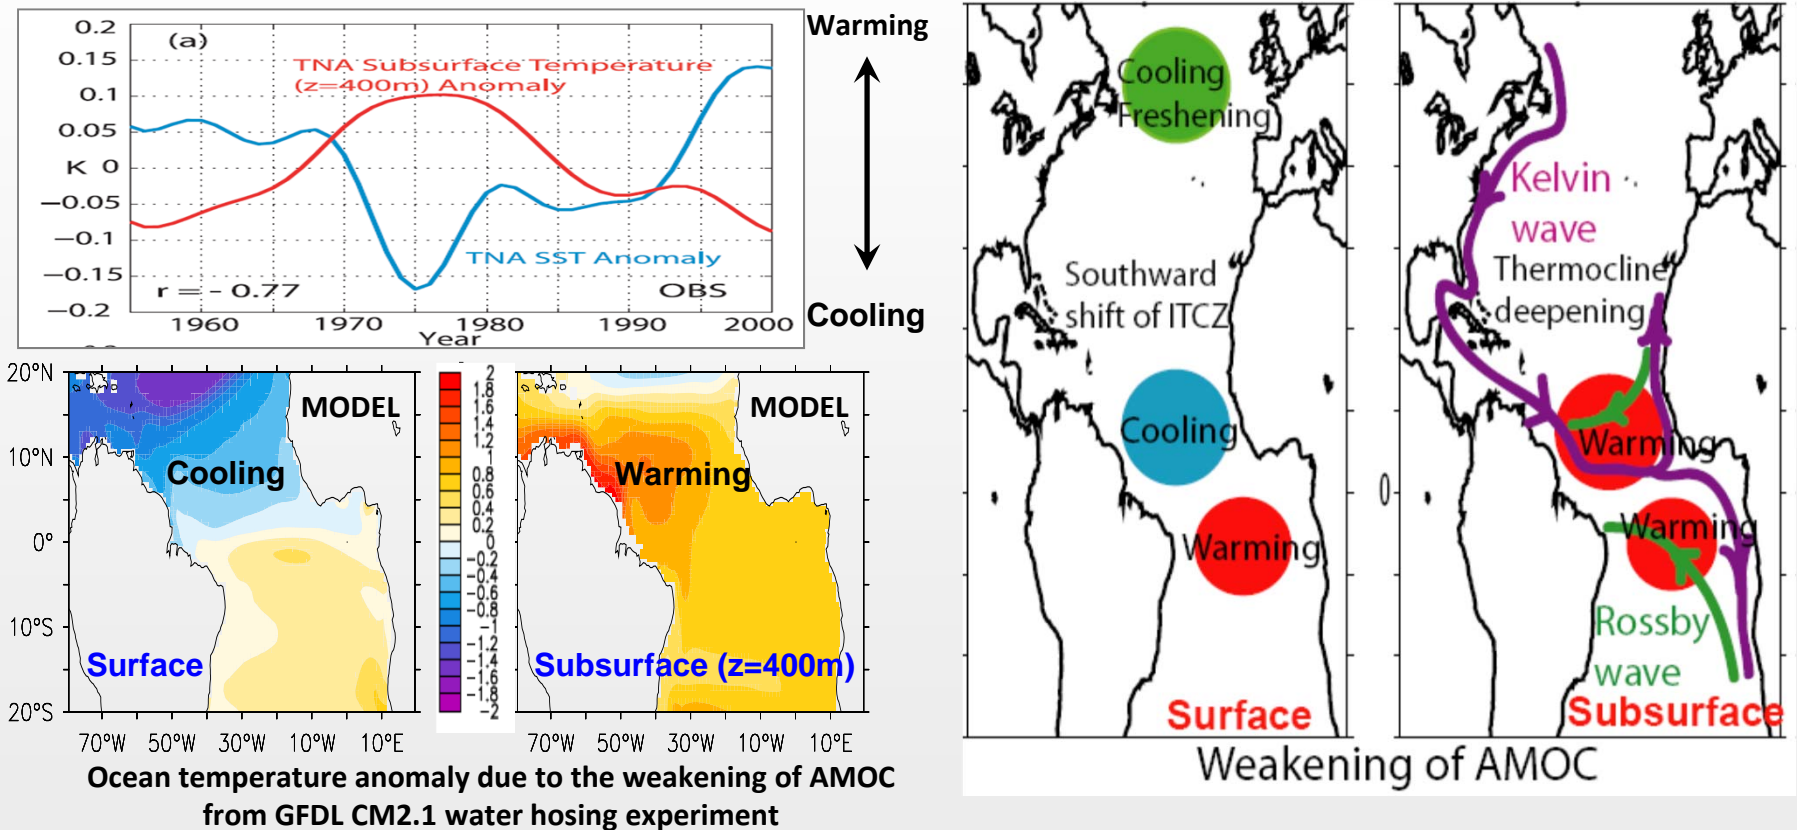 0.2
0.15
0.1
0.05
K 0
−0.05
−0.1
−0.15
−0.2
(a)
TNA Subsurface Temperature
(z=400m) Anomaly
TNA SST Anomaly
r = - 0.77
OBS
1960
1970
1980
1990
2000
Year
Warming
Cooling
20°N
10°N
0°
10°S
20°S
MODEL
Cooling
Surface
70°W
50°W
30°W
10°W
10°E
2
1.8
1.6
1.4
1.2
1
0.8
0.6
0.4
0.2
0
−0.2
−0.4
−0.6
−0.8
−1
−1.2
−1.4
−1.6
−1.8
−2
MODEL
Warming
Subsurface (z=400m)
70°W
50°W
30°W
10°W
10°E
Ocean temperature anomaly due to the weakening of AMOC
from GFDL CM2.1 water hosing experiment
Cooling
Freshening
Southward
shift of ITCZ
Cooling
Warming
Surface
Kelvin
wave
Thermocline
deepening
Warming
0
Warming
Rossby
wave
Subsurface
Weakening of AMOC